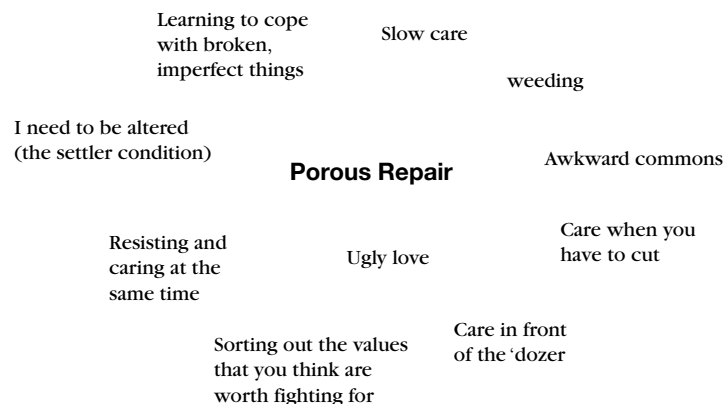 Learning to cope
with broken,
imperfect things
Slow care
weeding
I need to be altered
(the settler condition)
Porous Repair
Awkward commons
Resisting and
caring at the
same time
Ugly love
Care when you
have to cut
Sorting out the values
that you think are
worth fighting for
Care in front
of the ‘dozer